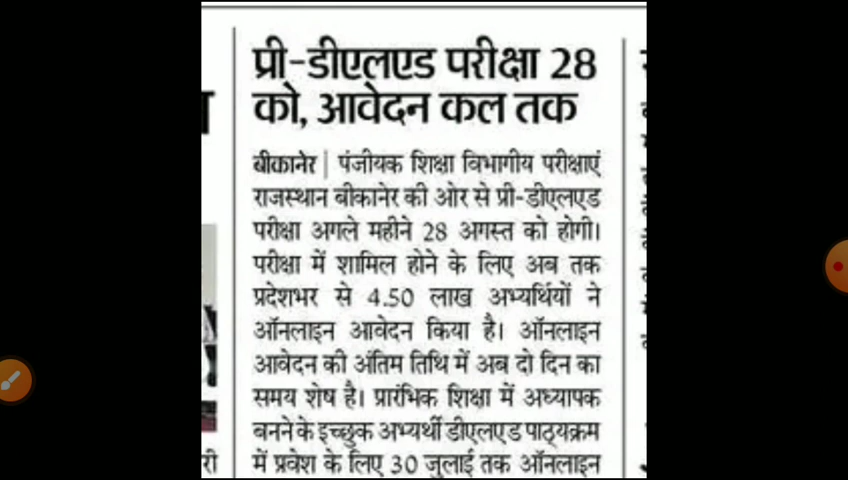 प्री-डीएलएड परीक्षा 28
को, आवेदन कल तक
बीकानेर | पंजीयक शिक्षा विभागीय परीक्षाएं
राजस्थान बीकानेर की ओर से प्री-डीएलएड
परीक्षा अगले महीने 28 अगस्त को होगी।
परीक्षा में शामिल होने के लिए अब तक
प्रदेशभर से 4.50 लाख अभ्यर्थियों ने
ऑनलाइन आवेदन किया है। ऑनलाइन
आवेदन की अंतिम तिथि में अब दो दिन का
समय शेष है। प्रारंभिक शिक्षा में अध्यापक
बनने के इच्छुक अभ्यर्थी डीएलएड पाठ्यक्रम
में प्रवेश के लिए 30 जुलाई तक ऑनलाइन
री